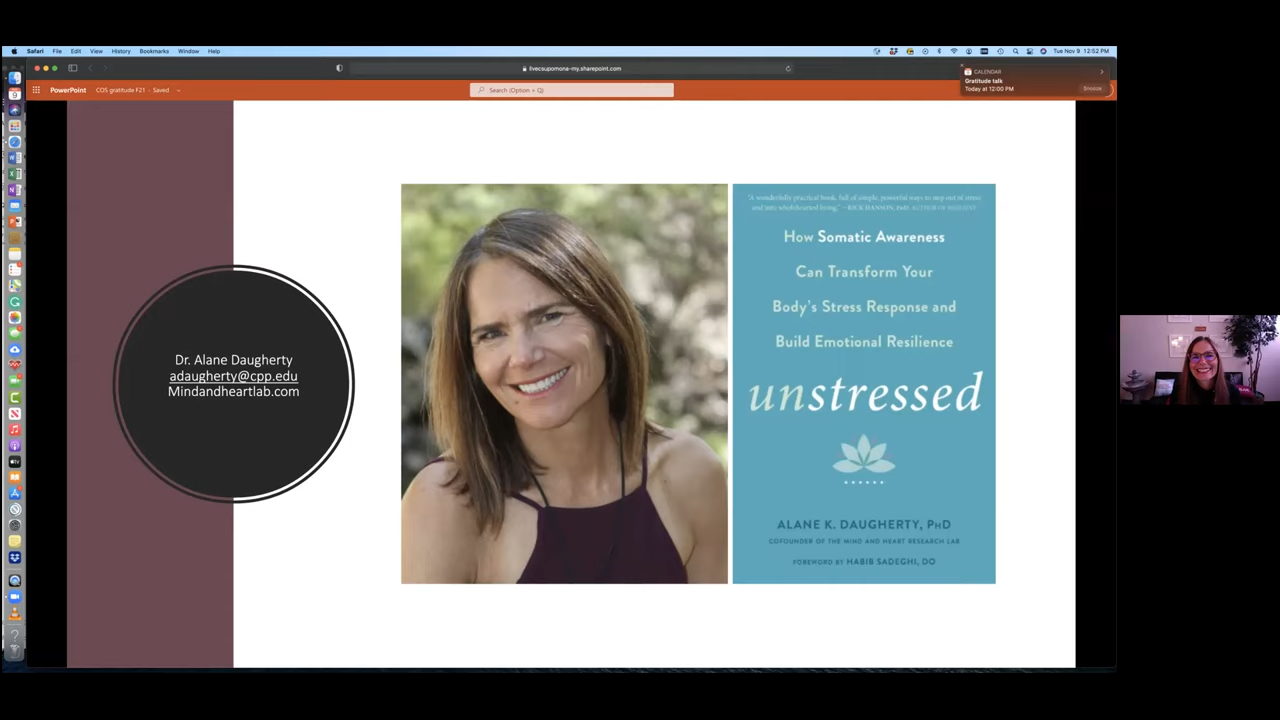 Safari File Edit View History Bookmarks Window Help
Tue Nov 9 12:52 PM
livecsupomona-my.sharepoint.com
CALENDAR
Gratitude talk
Today at 12:00 PM
Snooze
PowerPoint COS gratitude F21 - Saved
Search (Option + Q)
Dr. Alane Daugherty
adaugherty@cpp.edu
Mindandheartlab.com
"A wonderfully practical book, full of simple, powerful ways to step out of stress
and into wholehearted living." —RICK HANSON, PhD, AUTHOR OF RESILIENT
How Somatic Awareness
Can Transform Your
Body's Stress Response and
Build Emotional Resilience
unstressed
ALANE K. DAUGHERTY, PHD
COFOUNDER OF THE MIND AND HEART RESEARCH LAB
FOREWORD BY HABIB SADEGHI, DO